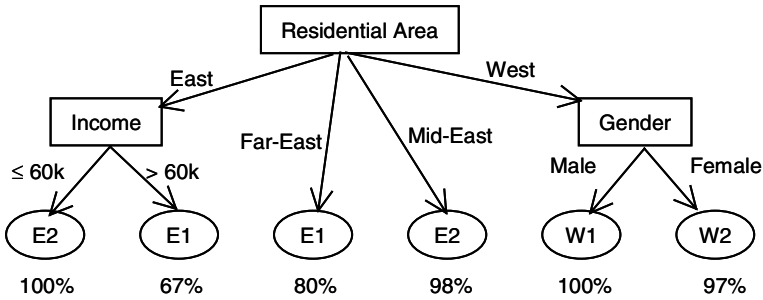 Residential Area
East
West
Income
Gender
Far-East
Mid-East
≤ 60k
> 60k
Male
Female
E2
E1
E1
E2
W1
W2
100%
67%
80%
98%
100%
97%